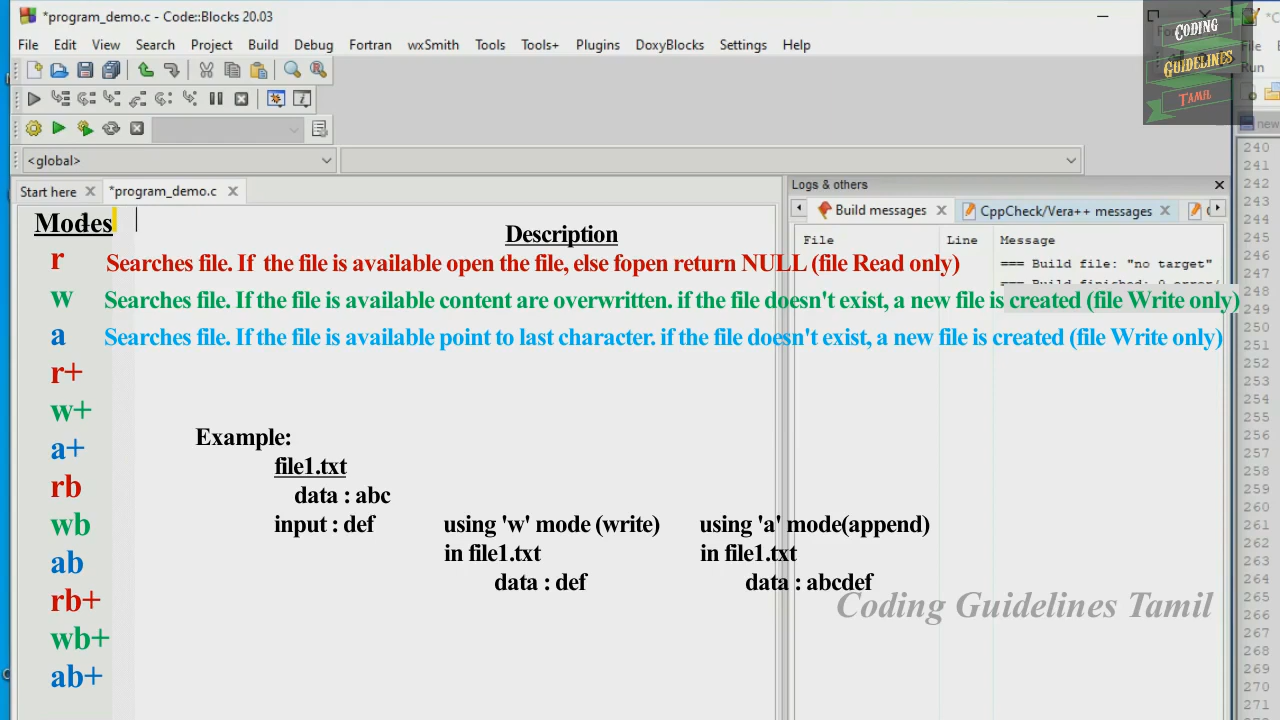 *program_demo.c - Code::Blocks 20.03
File Edit View Search Project Build Debug Fortran wxSmith Tools Tools+ Plugins DoxyBlocks Settings Help
CODING
GUIDELINES
TAMIL
<global>
Start here *program_demo.c
Logs & others
Build messages CppCheck/Vera++ messages
File Line Message
=== Build file: "no target"
Modes
Description
r Searches file. If the file is available open the file, else fopen return NULL (file Read only)
w Searches file. If the file is available content are overwritten. if the file doesn't exist, a new file is created (file Write only)
a Searches file. If the file is available point to last character. if the file doesn't exist, a new file is created (file Write only)
r+
w+
a+
rb
wb
ab
rb+
wb+
ab+
Example:
file1.txt
data : abc
input : def using 'w' mode (write) using 'a' mode(append)
in file1.txt in file1.txt
data : def data : abcdef
Coding Guidelines Tamil
Run
new
240
241
242
243
244
245
246
247
248
249
250
251
252
253
254
255
256
257
258
259
260
261
262
263
264
265
266
267
268
269
270
271